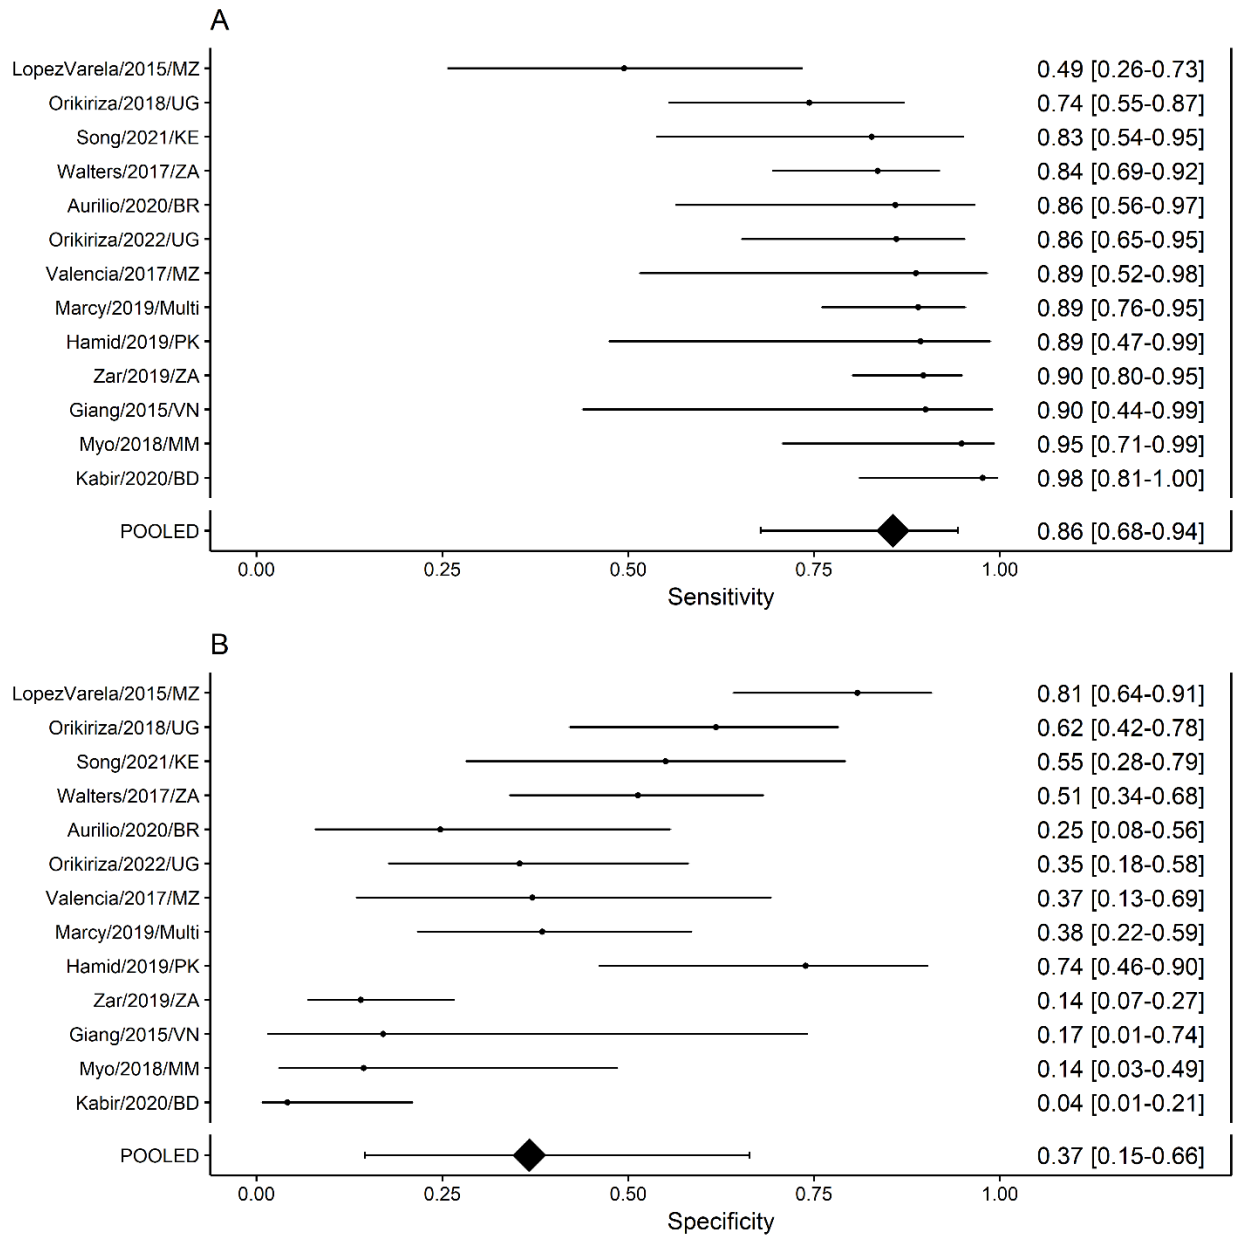 A
LopezVarela/2015/MZ 0.49 [0.26-0.73]
Orikiriza/2018/UG 0.74 [0.55-0.87]
Song/2021/KE 0.83 [0.54-0.95]
Walters/2017/ZA 0.84 [0.69-0.92]
Aurilio/2020/BR 0.86 [0.56-0.97]
Orikiriza/2022/UG 0.86 [0.65-0.95]
Valencia/2017/MZ 0.89 [0.52-0.98]
Marcy/2019/Multi 0.89 [0.76-0.95]
Hamid/2019/PK 0.89 [0.47-0.99]
Zar/2019/ZA 0.90 [0.80-0.95]
Giang/2015/VN 0.90 [0.44-0.99]
Myo/2018/MM 0.95 [0.71-0.99]
Kabir/2020/BD 0.98 [0.81-1.00]
POOLED 0.86 [0.68-0.94]
0.00 0.25 0.50 0.75 1.00
Sensitivity
B
LopezVarela/2015/MZ 0.81 [0.64-0.91]
Orikiriza/2018/UG 0.62 [0.42-0.78]
Song/2021/KE 0.55 [0.28-0.79]
Walters/2017/ZA 0.51 [0.34-0.68]
Aurilio/2020/BR 0.25 [0.08-0.56]
Orikiriza/2022/UG 0.35 [0.18-0.58]
Valencia/2017/MZ 0.37 [0.13-0.69]
Marcy/2019/Multi 0.38 [0.22-0.59]
Hamid/2019/PK 0.74 [0.46-0.90]
Zar/2019/ZA 0.14 [0.07-0.27]
Giang/2015/VN 0.17 [0.01-0.74]
Myo/2018/MM 0.14 [0.03-0.49]
Kabir/2020/BD 0.04 [0.01-0.21]
POOLED 0.37 [0.15-0.66]
0.00 0.25 0.50 0.75 1.00
Specificity